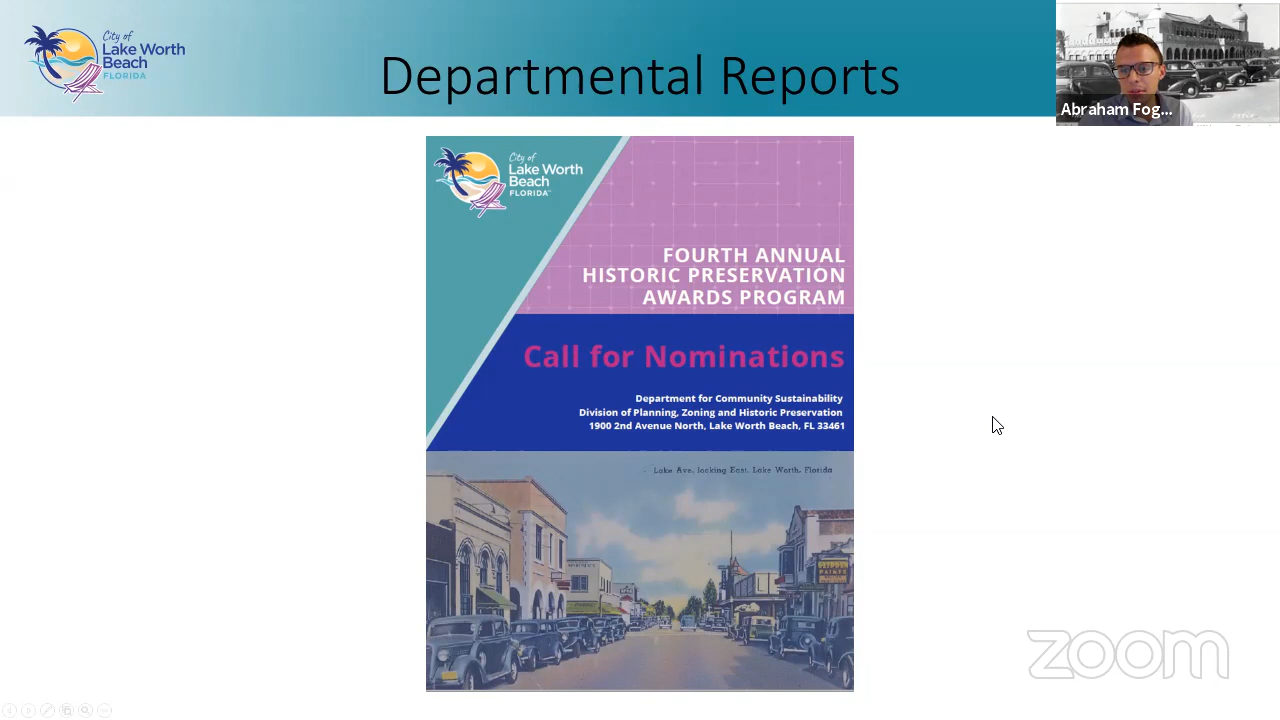 City of
Lake Worth
Beach
FLORIDA
Departmental Reports
Abraham Fog...
City of
Lake Worth
Beach
FLORIDA™
FOURTH ANNUAL
HISTORIC PRESERVATION
AWARDS PROGRAM
Call for Nominations
Department for Community Sustainability
Division of Planning, Zoning and Historic Preservation
1900 2nd Avenue North, Lake Worth Beach, FL 33461
Lake Ave. looking East, Lake Worth, Florida
PAINTS
zoom